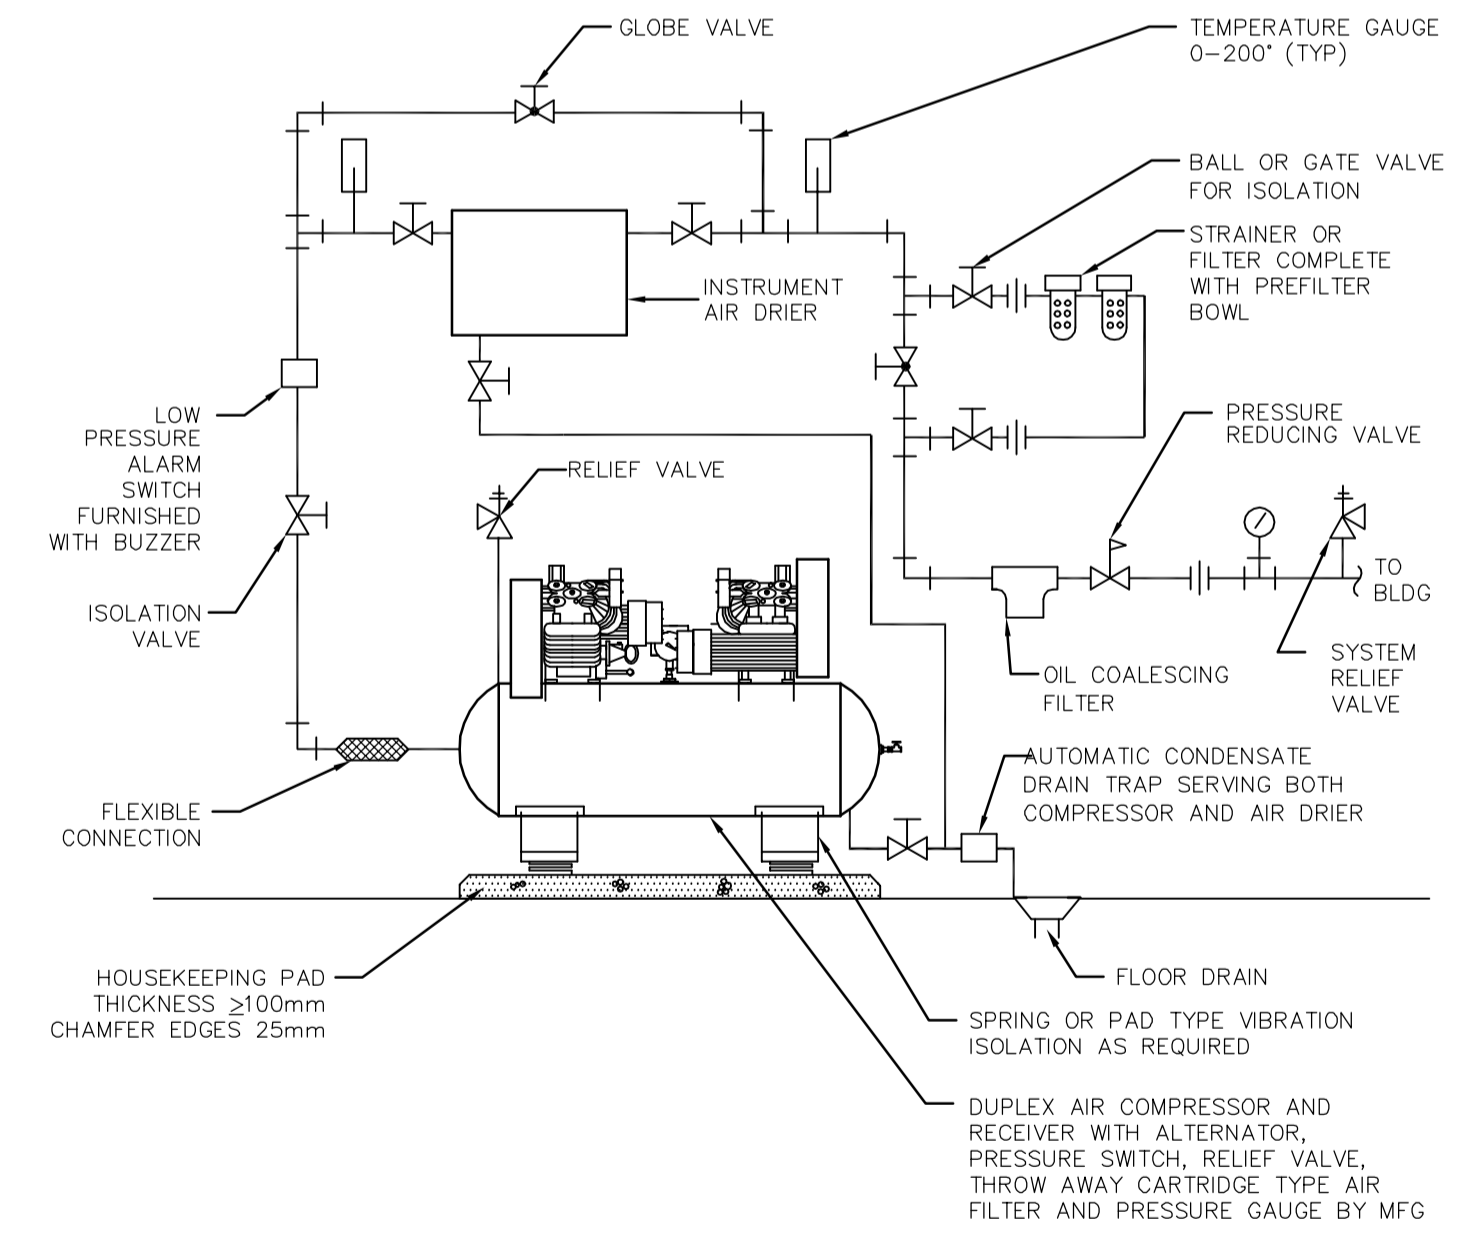 GLOBE VALVE
TEMPERATURE GAUGE
0-200° (TYP)
BALL OR GATE VALVE
FOR ISOLATION
STRAINER OR
FILTER COMPLETE
WITH PREFILTER
BOWL
INSTRUMENT
AIR DRIER
LOW
PRESSURE
ALARM
SWITCH
FURNISHED
WITH BUZZER
PRESSURE
REDUCING VALVE
RELIEF VALVE
ISOLATION
VALVE
TO
BLDG
SYSTEM
RELIEF
VALVE
OIL COALESCING
FILTER
AUTOMATIC CONDENSATE
DRAIN TRAP SERVING BOTH
COMPRESSOR AND AIR DRIER
FLEXIBLE
CONNECTION
HOUSEKEEPING PAD
THICKNESS ≥100mm
CHAMFER EDGES 25mm
FLOOR DRAIN
SPRING OR PAD TYPE VIBRATION
ISOLATION AS REQUIRED
DUPLEX AIR COMPRESSOR AND
RECEIVER WITH ALTERNATOR,
PRESSURE SWITCH, RELIEF VALVE,
THROW AWAY CARTRIDGE TYPE AIR
FILTER AND PRESSURE GAUGE BY MFG